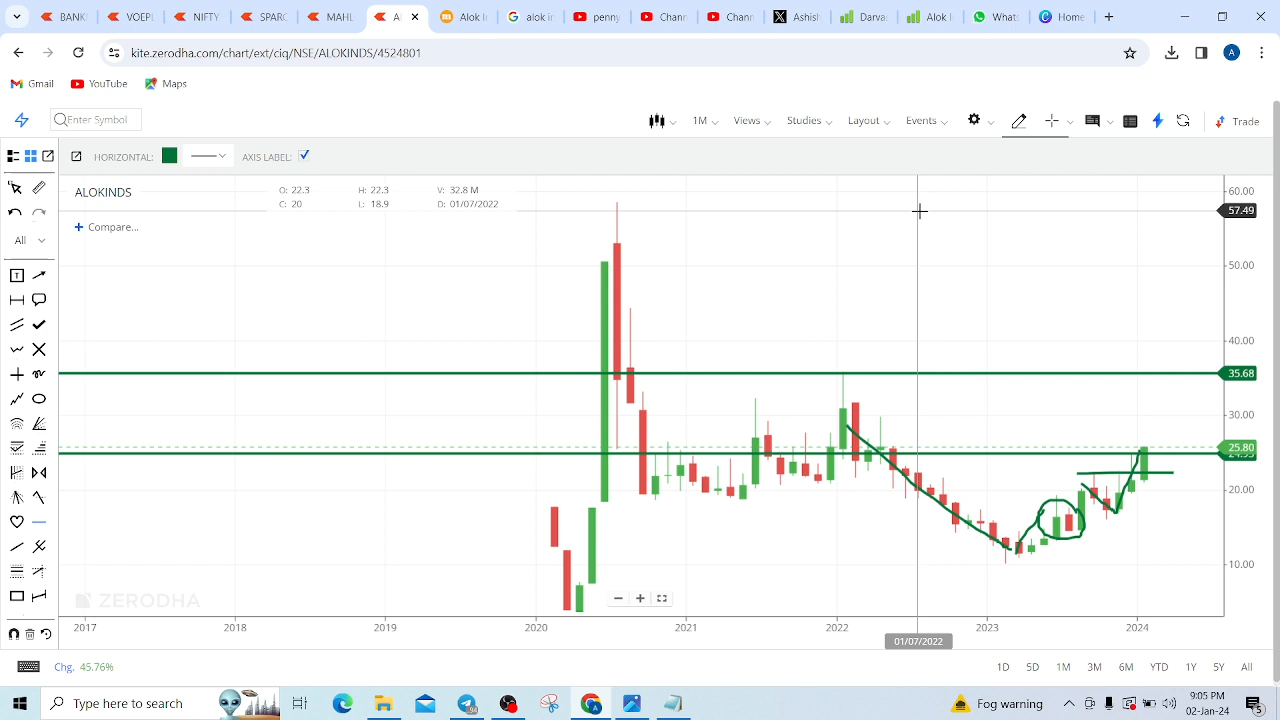 BANK
VOEPI
NIFTY
SPARI
MAHL
A
Alok I
alok in
penny
Chann
Chann
Ashisl
Darva
Alok I
What
Home
kite.zerodha.com/chart/ext/ciq/NSE/ALOKINDS/4524801
A
Gmail
YouTube
Maps
Enter Symbol
1M
Views
Studies
Layout
Events
Trade
HORIZONTAL:
AXIS LABEL:
ALOKINDS
O: 22.3
H: 22.3
V: 32.8 M
C: 20
L: 18.9
D: 01/07/2022
+ Compare...
All
T
60.00
57.49
50.00
40.00
35.68
30.00
25.80
20.00
10.00
ZERODHA
2017
2018
2019
2020
2021
2022
2023
2024
01/07/2022
Chg. 45.76%
1D
5D
1M
3M
6M
YTD
1Y
5Y
All
Type here to search
Fog warning
9:05 PM
02-Jan-24
5